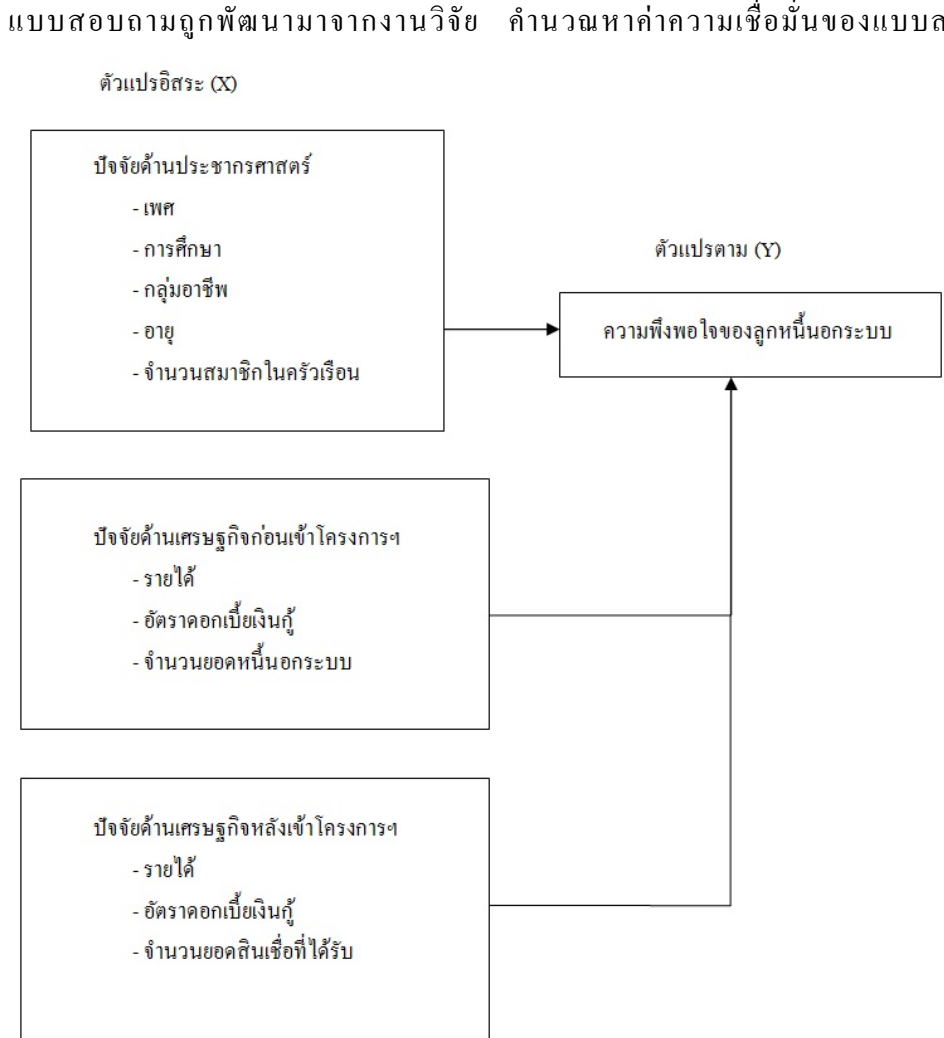 แบบสอบถามถูกพัฒนามาจากงานวิจัย คำนวณหาค่าความเชื่อมั่นของแบบส
ตัวแปรอิสระ (X)
ปัจจัยด้านประชากรศาสตร์
- เพศ
- การศึกษา
- กลุ่มอาชีพ
- อายุ
- จำนวนสมาชิกในครัวเรือน
ตัวแปรตาม (Y)
ความพึงพอใจของลูกหนี้นอกระบบ
ปัจจัยด้านเศรษฐกิจก่อนเข้าโครงการฯ
- รายได้
- อัตราดอกเบี้ยเงินกู้
- จำนวนยอดหนี้นอกระบบ
ปัจจัยด้านเศรษฐกิจหลังเข้าโครงการฯ
- รายได้
- อัตราดอกเบี้ยเงินกู้
- จำนวนยอดสินเชื่อที่ได้รับ